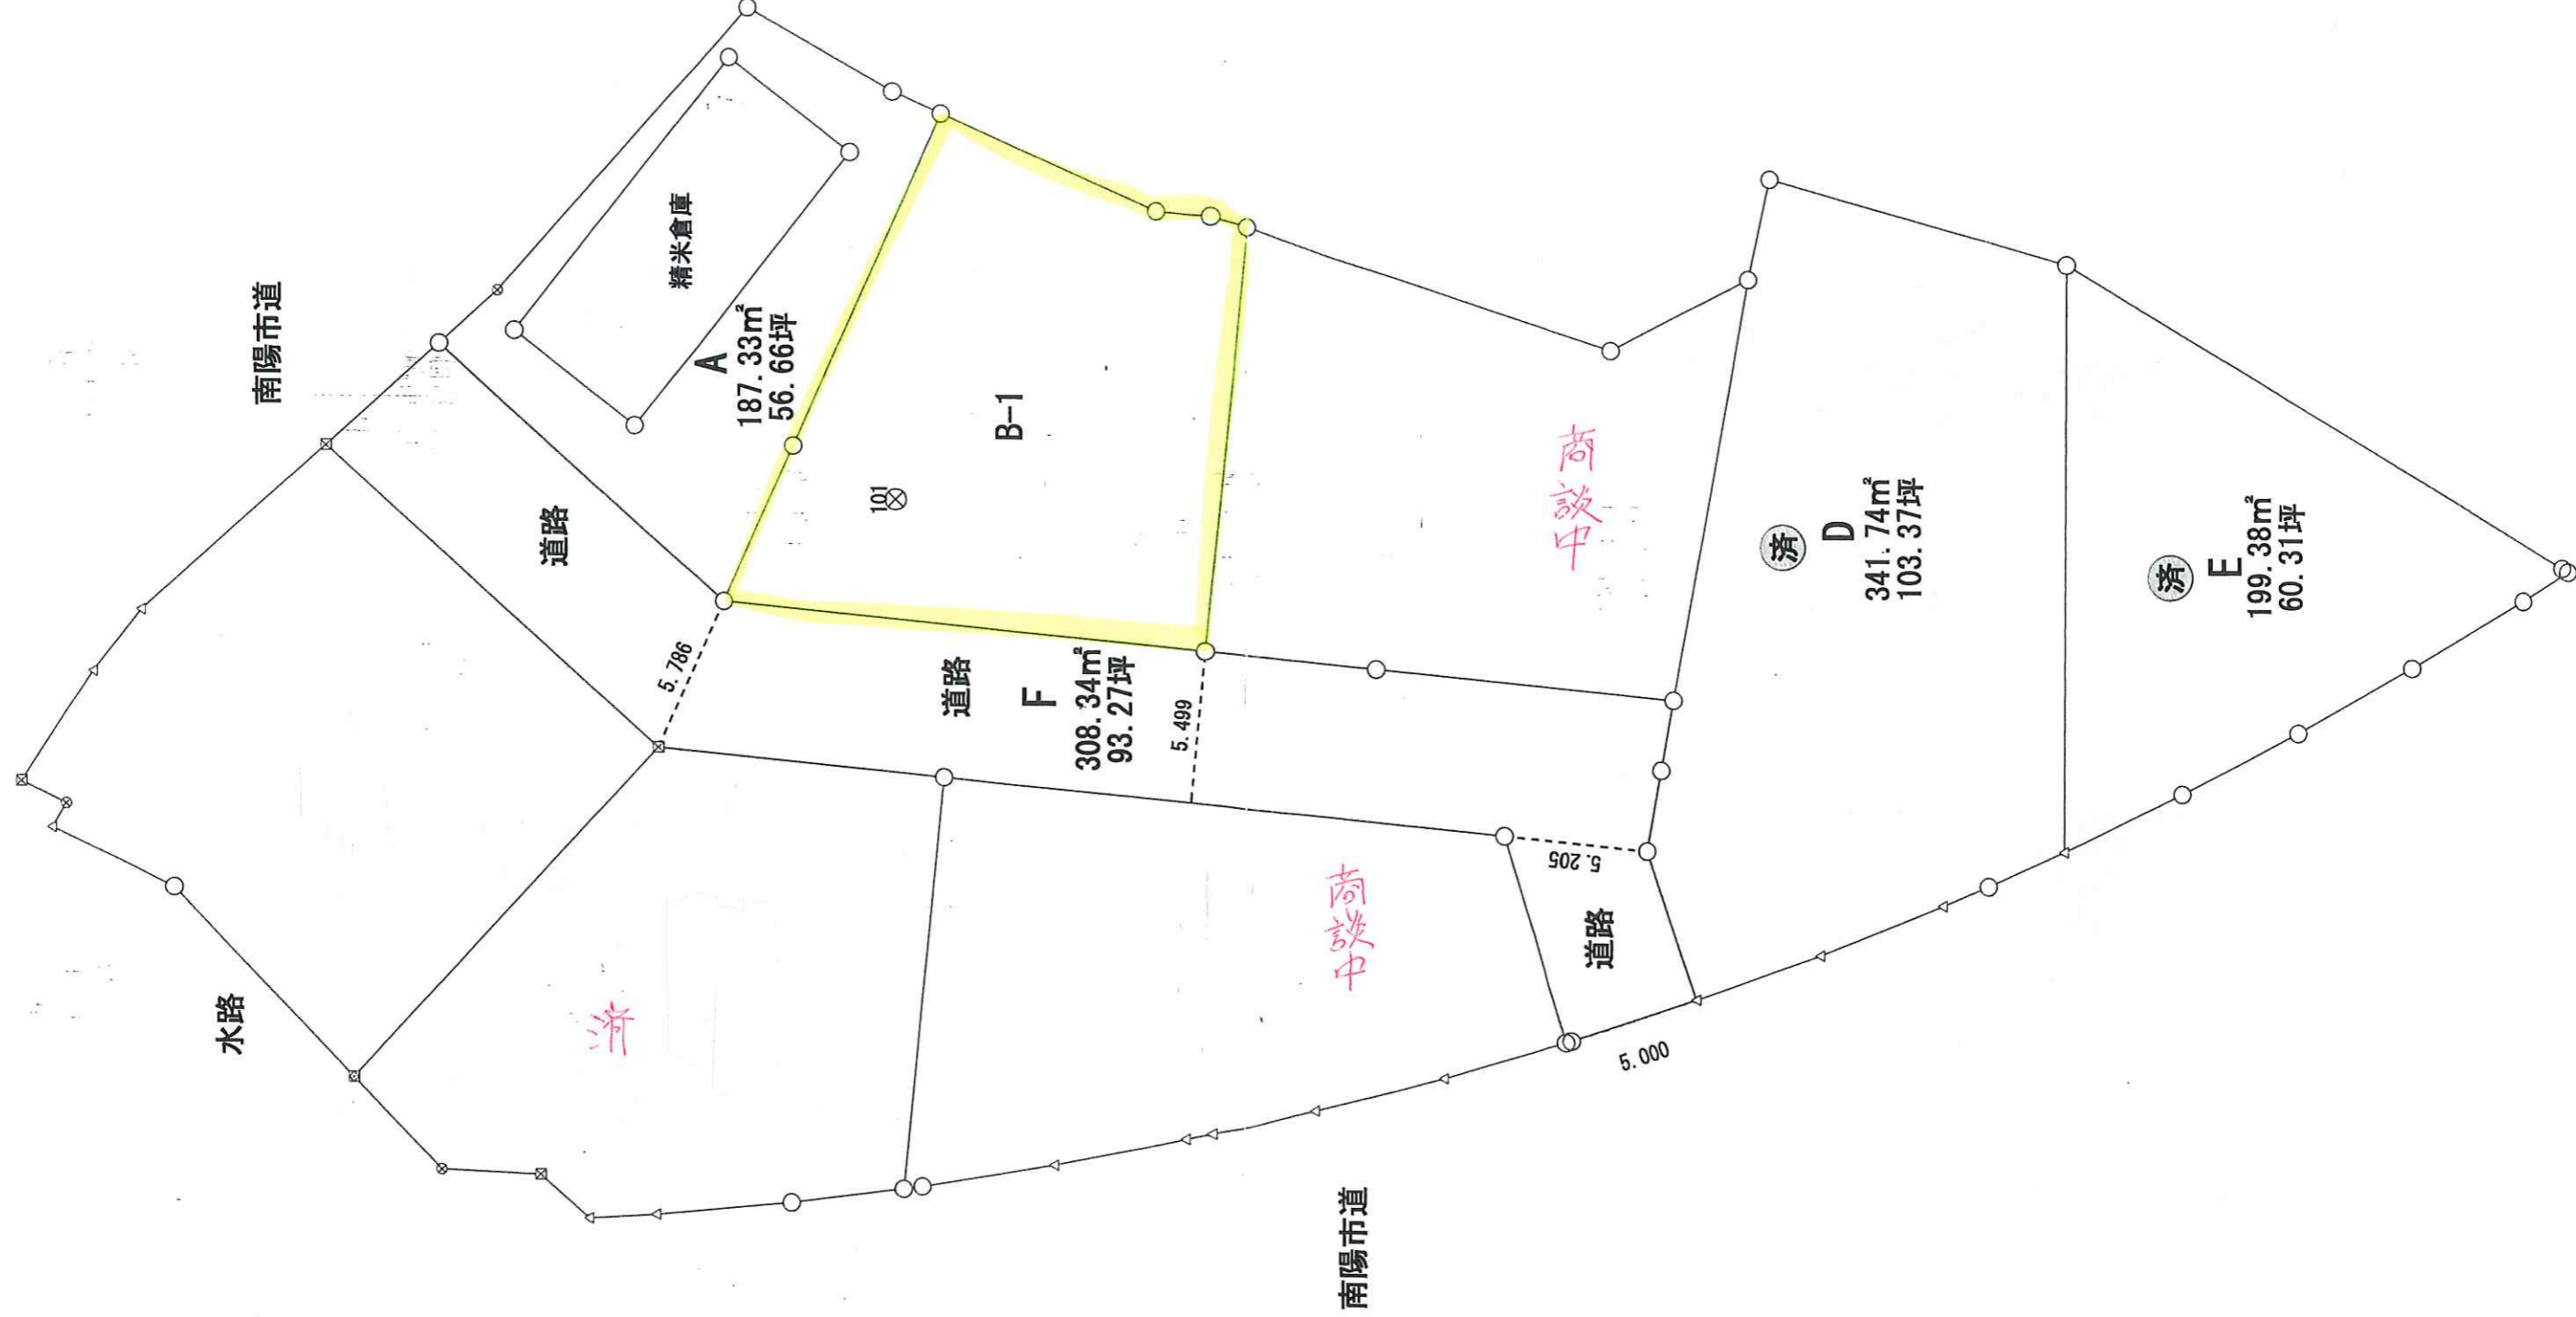 南陽市道
水路
道路
精米倉庫
A
187.33㎡
56.66坪
101
B-1
5.786
道路
F
308.34㎡
93.27坪
5.499
済
商談中
商談中
5.205
道路
5.000
済
D
341.74㎡
103.37坪
済
E
199.38㎡
60.31坪
南陽市道